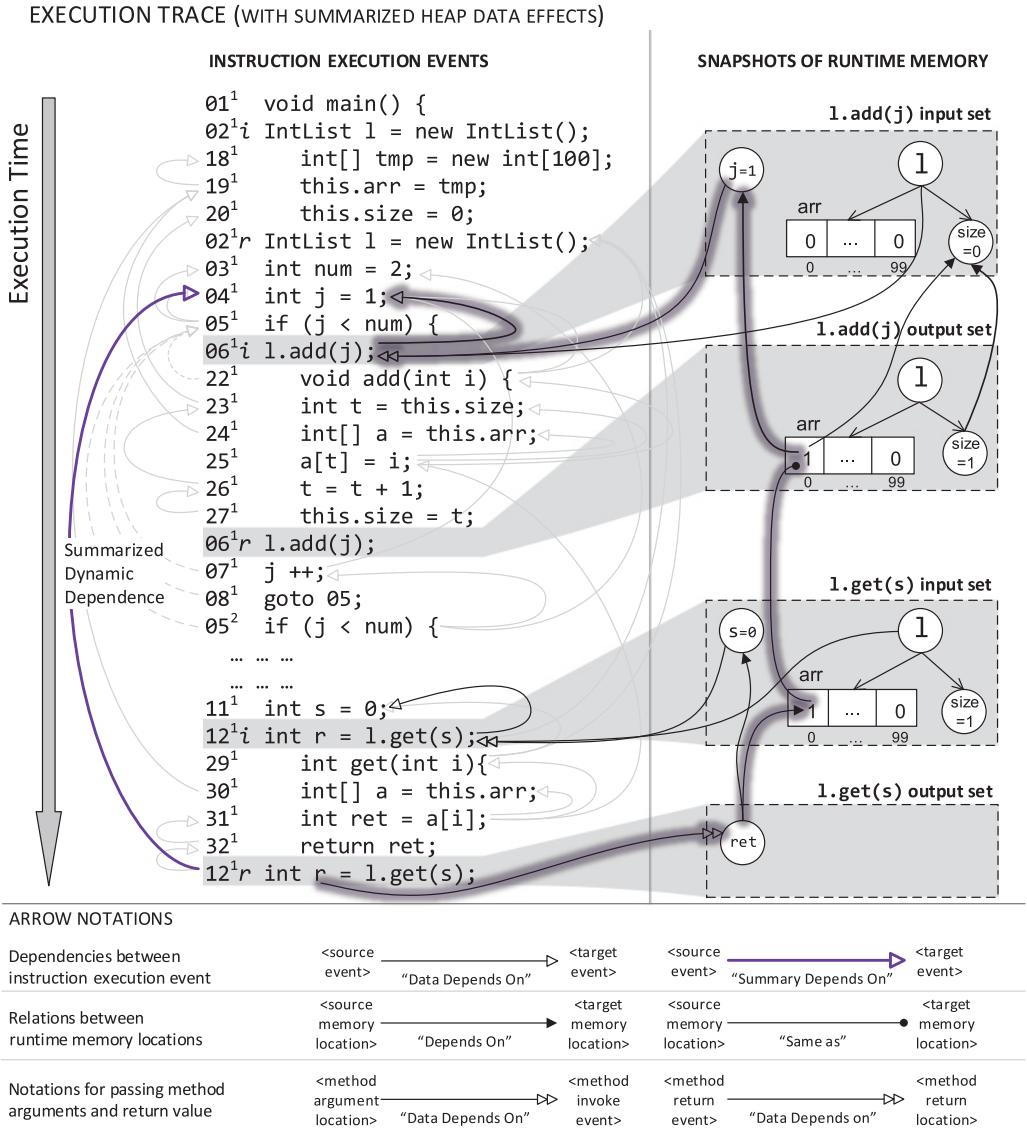 EXECUTION TRACE (WITH SUMMARIZED HEAP DATA EFFECTS)
INSTRUCTION EXECUTION EVENTS
Execution Time
01¹ void main() {
02¹i IntList l = new IntList();
18¹ int[] tmp = new int[100];
19¹ this.arr = tmp;
20¹ this.size = 0;
02¹r IntList l = new IntList();
03¹ int num = 2;
04¹ int j = 1;
05¹ if (j < num) {
06¹i l.add(j);
22¹ void add(int i) {
23¹ int t = this.size;
24¹ int[] a = this.arr;
25¹ a[t] = i;
26¹ t = t + 1;
27¹ this.size = t;
06¹r l.add(j);
07¹ j ++;
08¹ goto 05;
05² if (j < num) {
… … …
… … …
11¹ int s = 0;
12¹i int r = l.get(s);
29¹ int get(int i){
30¹ int[] a = this.arr;
31¹ int ret = a[i];
32¹ return ret;
12¹r int r = l.get(s);
Summarized
Dynamic
Dependence
SNAPSHOTS OF RUNTIME MEMORY
l.add(j) input set
j=1
l
arr
0 ... 0
0 ... 99
size
=0
l.add(j) output set
l
arr
1 ... 0
0 ... 99
size
=1
l.get(s) input set
s=0
l
arr
1 ... 0
0 ... 99
size
=1
l.get(s) output set
ret
ARROW NOTATIONS
Dependencies between
instruction execution event
<source
event>
“Data Depends On”
<target
event>
<source
event>
“Summary Depends On”
<target
event>
Relations between
runtime memory locations
<source
memory
location>
“Depends On”
<target
memory
location>
<source
memory
location>
“Same as”
<target
memory
location>
Notations for passing method
arguments and return value
<method
argument
location>
“Data Depends On”
<method
invoke
event>
<method
return
event>
“Data Depends on”
<method
return
location>